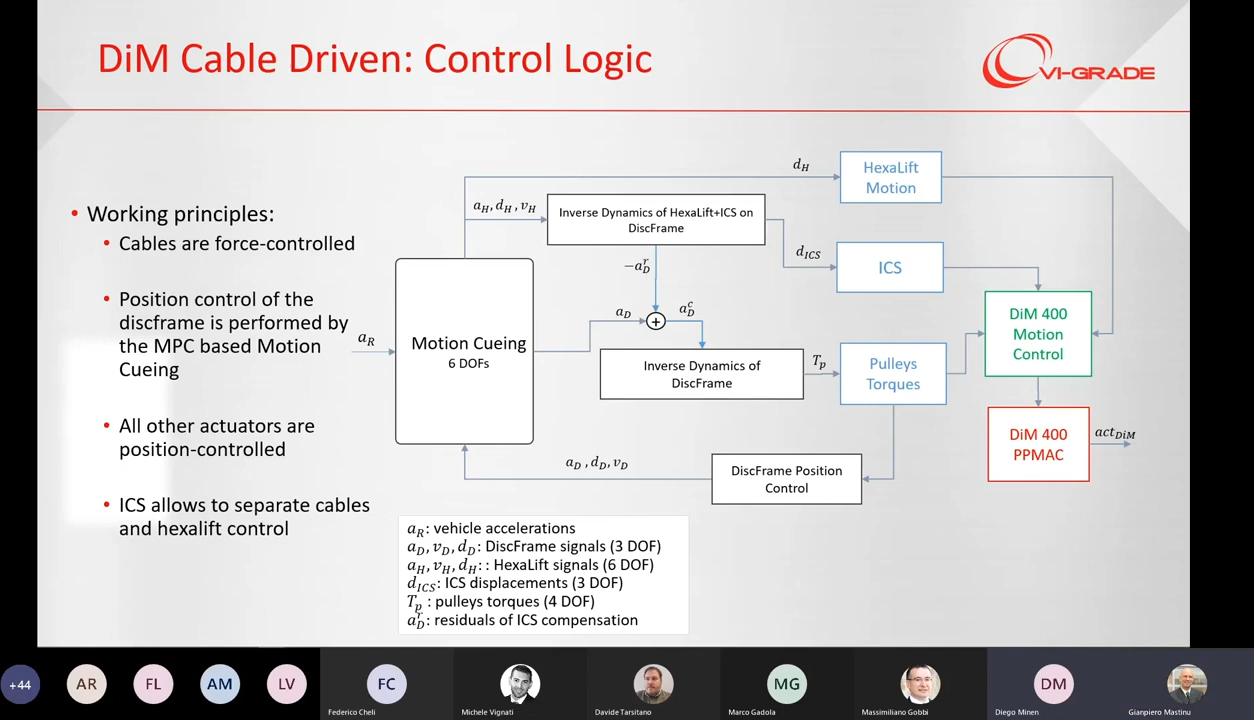 DiM Cable Driven: Control Logic
VI-GRADE
• Working principles:
• Cables are force-controlled
• Position control of the
discframe is performed by
the MPC based Motion
Cueing
• All other actuators are
position-controlled
• ICS allows to separate cables
and hexalift control
a_R
Motion Cueing
6 DOFs
a_H, d_H, v_H
d_H
HexaLift
Motion
Inverse Dynamics of HexaLift+ICS on
DiscFrame
d_ICS
ICS
−a_D^r
a_D
+
a_D^c
Inverse Dynamics of
DiscFrame
T_p
Pulleys
Torques
DiM 400
Motion
Control
DiM 400
PPMAC
act_DiM
DiscFrame Position
Control
a_D, d_D, v_D
a_R: vehicle accelerations
a_D, v_D, d_D: DiscFrame signals (3 DOF)
a_H, v_H, d_H: : HexaLift signals (6 DOF)
d_ICS: ICS displacements (3 DOF)
T_p : pulleys torques (4 DOF)
a_D^r: residuals of ICS compensation
+44
AR
FL
AM
LV
FC
Federico Cheli
Michele Vignati
Davide Tarsitano
MG
Marco Gadola
Massimiliano Gobbi
DM
Diego Minen
Gianpiero Mastinu